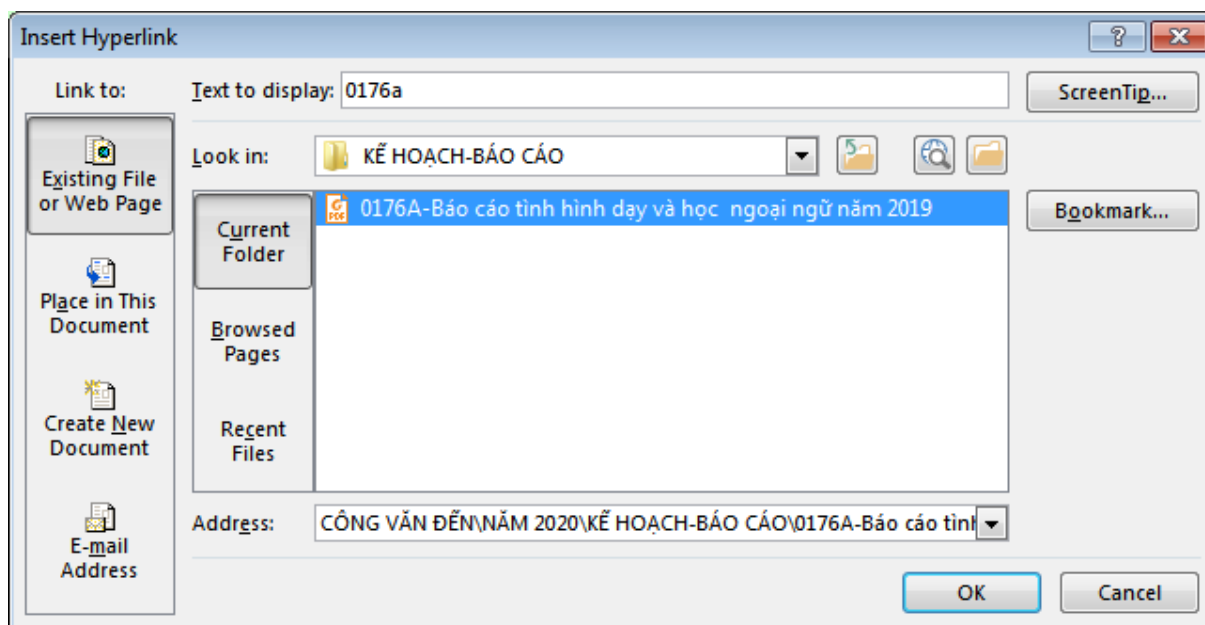 Insert Hyperlink
Link to:
Text to display: 0176a
ScreenTip...
Existing File
or Web Page
Look in: KẾ HOẠCH-BÁO CÁO
Current
Folder
0176A-Báo cáo tình hình dạy và học  ngoại ngữ năm 2019
Bookmark...
Place in This
Document
Browsed
Pages
Create New
Document
Recent
Files
E-mail
Address
Address: CÔNG VĂN ĐẾN\NĂM 2020\KẾ HOẠCH-BÁO CÁO\0176A-Báo cáo tình
OK
Cancel